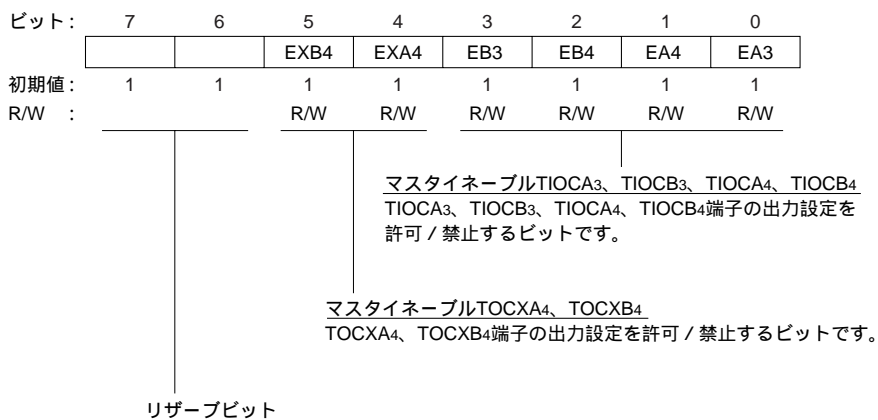 ビット： 7 6 5 4 3 2 1 0
EXB4 EXA4 EB3 EB4 EA4 EA3
初期値： 1 1 1 1 1 1 1 1
R/W ： R/W R/W R/W R/W R/W R/W
マスタイネーブルTIOCA3、TIOCB3、TIOCA4、TIOCB4
TIOCA3、TIOCB3、TIOCA4、TIOCB4端子の出力設定を
許可／禁止するビットです。
マスタイネーブルTOCXA4、TOCXB4
TOCXA4、TOCXB4端子の出力設定を許可／禁止するビットです。
リザーブビット